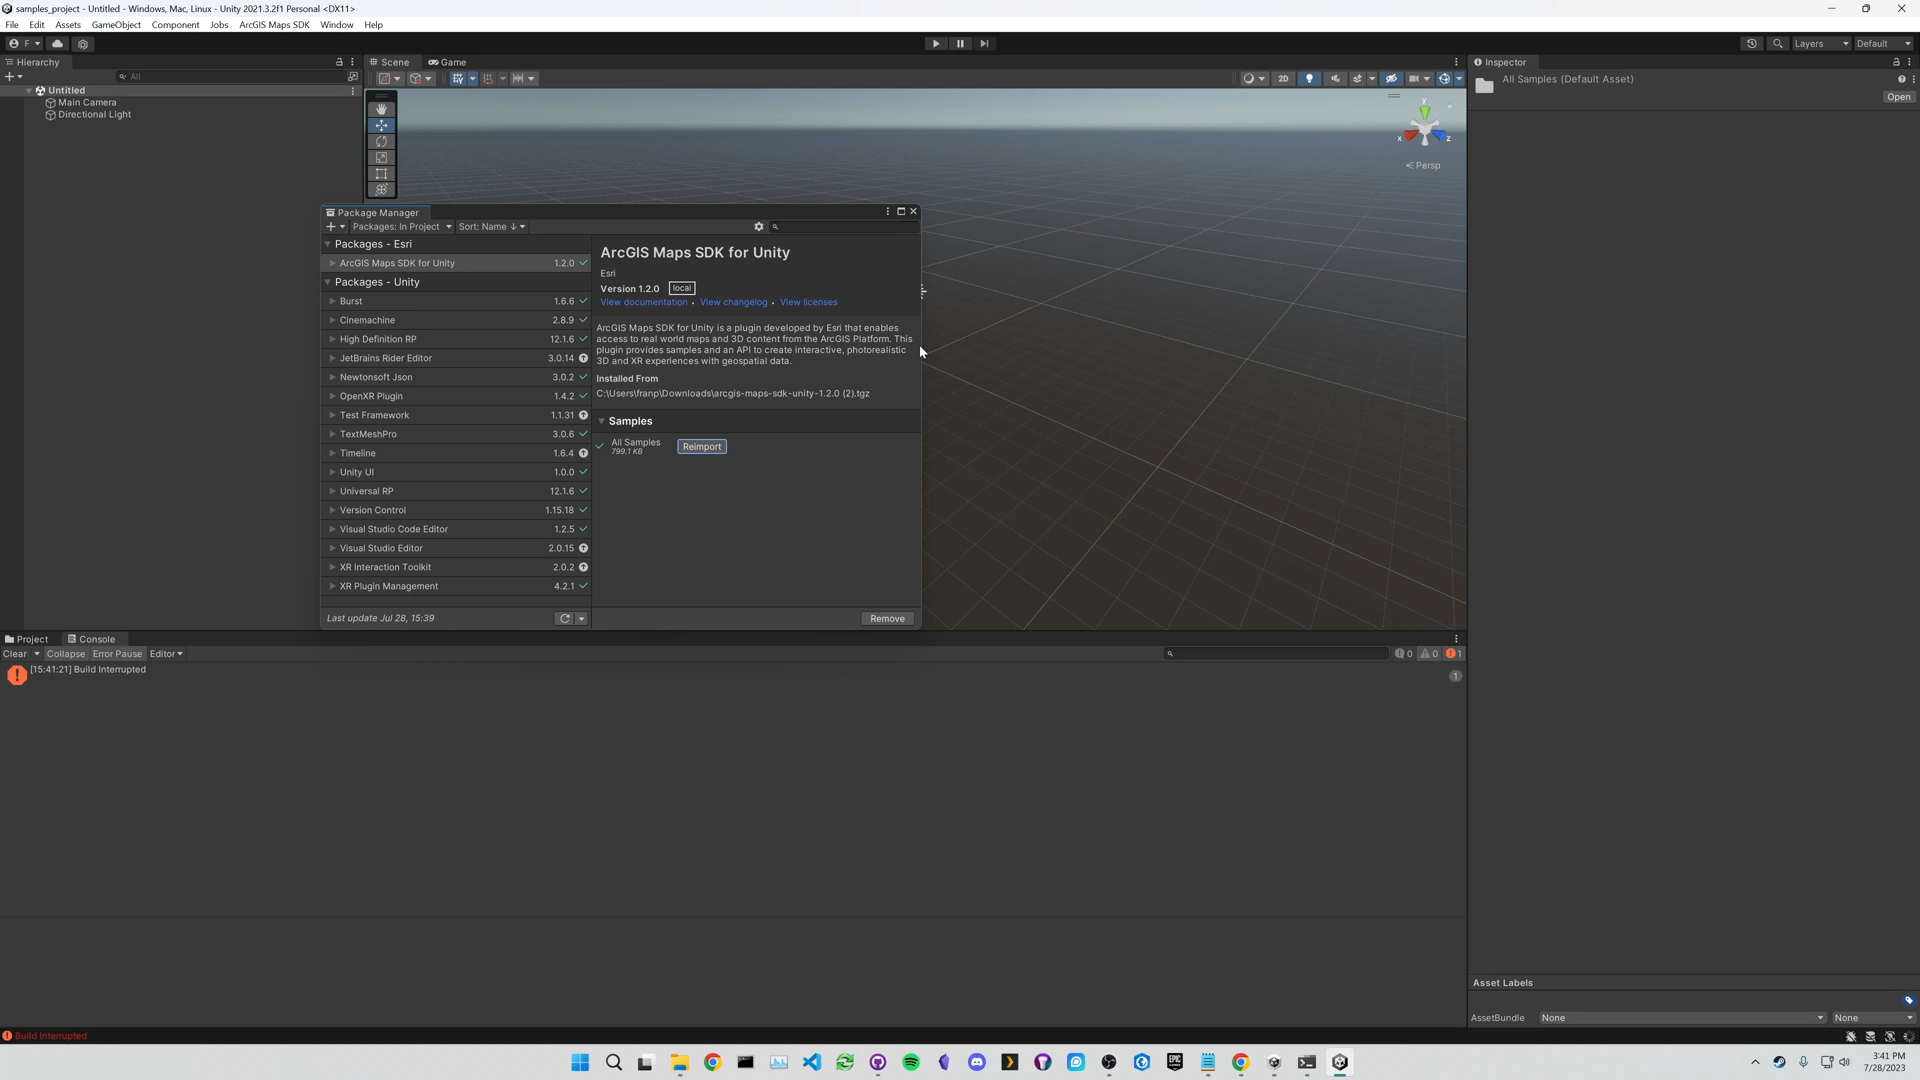 samples_project - Untitled - Windows, Mac, Linux - Unity 2021.3.2f1 Personal <DX11>
File Edit Assets GameObject Component Jobs ArcGIS Maps SDK Window Help
F
Layers Default
Hierarchy
All
Untitled
Main Camera
Directional Light
Scene Game
2D
y
x z
Persp
Inspector
All Samples (Default Asset)
Open
Package Manager
Packages: In Project Sort: Name
Packages - Esri
ArcGIS Maps SDK for Unity 1.2.0
Packages - Unity
Burst 1.6.6
Cinemachine 2.8.9
High Definition RP 12.1.6
JetBrains Rider Editor 3.0.14
Newtonsoft Json 3.0.2
OpenXR Plugin 1.4.2
Test Framework 1.1.31
TextMeshPro 3.0.6
Timeline 1.6.4
Unity UI 1.0.0
Universal RP 12.1.6
Version Control 1.15.18
Visual Studio Code Editor 1.2.5
Visual Studio Editor 2.0.15
XR Interaction Toolkit 2.0.2
XR Plugin Management 4.2.1
Last update Jul 28, 15:39
ArcGIS Maps SDK for Unity
Esri
Version 1.2.0 local
View documentation • View changelog • View licenses
ArcGIS Maps SDK for Unity is a plugin developed by Esri that enables
access to real world maps and 3D content from the ArcGIS Platform. This
plugin provides samples and an API to create interactive, photorealistic
3D and XR experiences with geospatial data.
Installed From
C:\Users\franp\Downloads\arcgis-maps-sdk-unity-1.2.0 (2).tgz
Samples
All Samples
799.1 KB
Reimport
Remove
Project Console
Clear Collapse Error Pause Editor
0 0 1
[15:41:21] Build Interrupted
1
Asset Labels
AssetBundle None None
Build Interrupted
EPIC
3:41 PM
7/28/2023